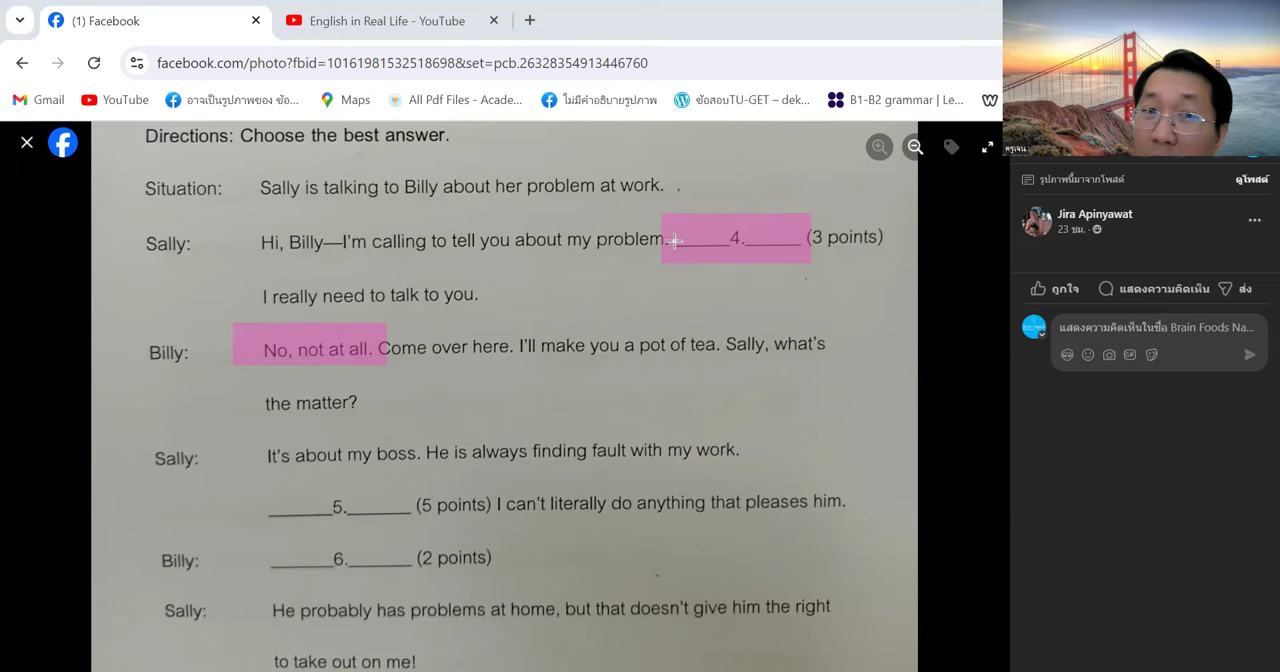 (1) Facebook
English in Real Life - YouTube
facebook.com/photo?fbid=1016198153251869&set=pcb.26328354913446760
Gmail
YouTube
อาจเป็นรูปภาพของ ข้อ...
Maps
All Pdf Files - Acade...
ไม่มีคำอธิบายรูปภาพ
ข้อสอบTU-GET – dek...
B1-B2 grammar | Le...
ครูเจน
Directions: Choose the best answer.
Situation: Sally is talking to Billy about her problem at work.
Sally: Hi, Billy—I'm calling to tell you about my problem. ______4.______ (3 points)
I really need to talk to you.
Billy: No, not at all. Come over here. I'll make you a pot of tea. Sally, what's
the matter?
Sally: It's about my boss. He is always finding fault with my work.
______5.______ (5 points) I can't literally do anything that pleases him.
Billy: ______6.______ (2 points)
Sally: He probably has problems at home, but that doesn't give him the right
to take out on me!
รูปภาพนี้มาจากโพสต์
ดูโพสต์
Jira Apinyawat
23 ชม.
ถูกใจ
แสดงความคิดเห็น
ส่ง
แสดงความคิดเห็นในชื่อ Brain Foods Na...